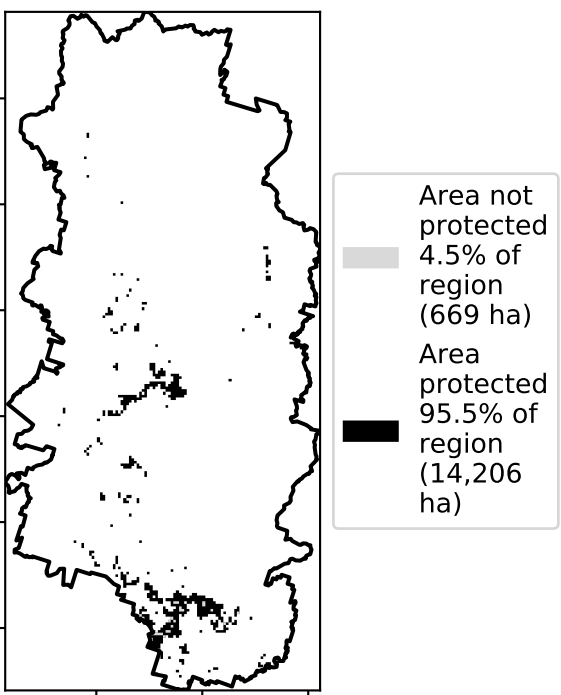 Area not
protected
4.5% of
region
(669 ha)
Area
protected
95.5% of
region
(14,206
ha)